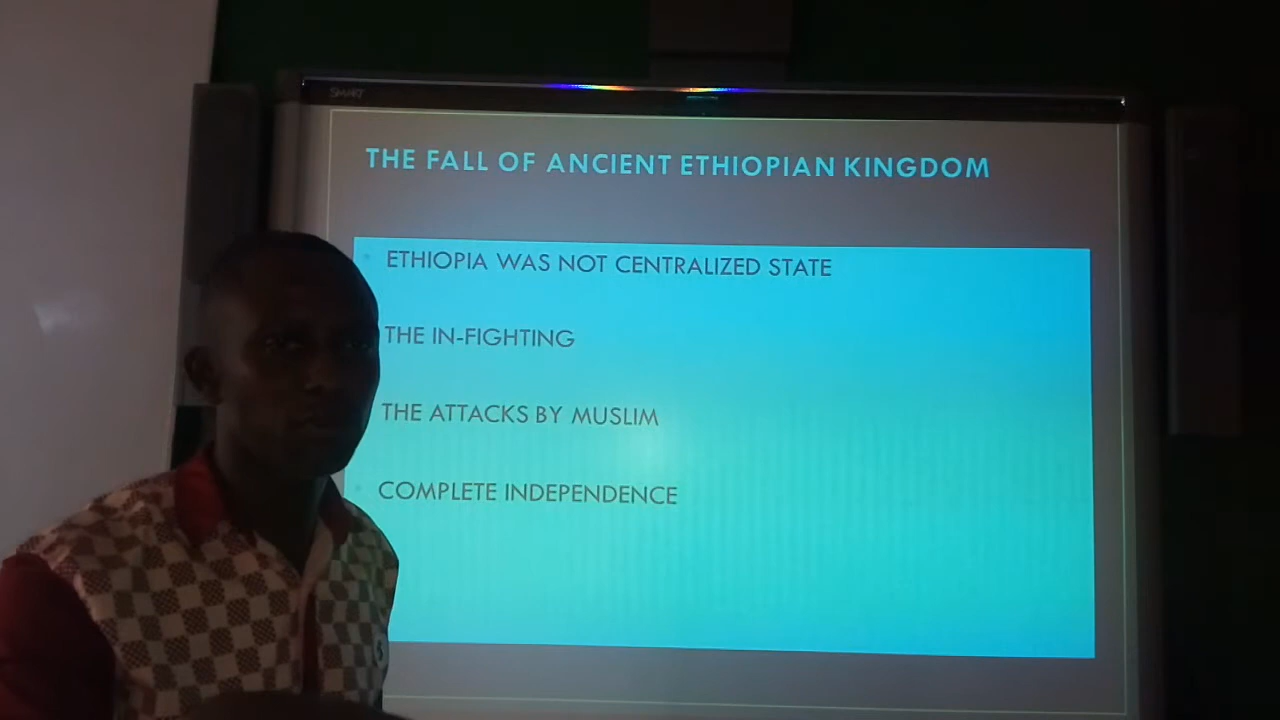 SMART
THE FALL OF ANCIENT ETHIOPIAN KINGDOM
ETHIOPIA WAS NOT CENTRALIZED STATE
THE IN-FIGHTING
THE ATTACKS BY MUSLIM
COMPLETE INDEPENDENCE